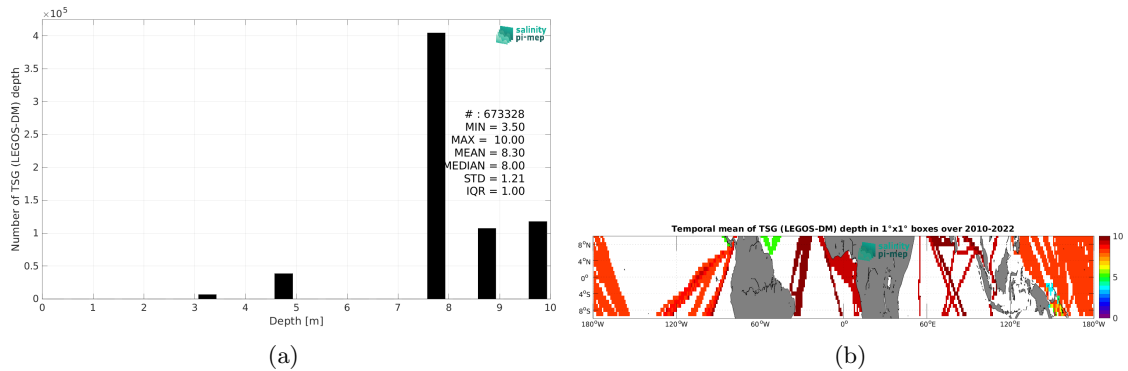 ×10⁵
salinity
pi-mep
4
4.5
3
4.5
2
1.5
1
0.5
0
# : 673328
MIN = 3.50
MAX = 10.00
MEAN = 8.30
MEDIAN = 8.00
STD = 1.21
IQR = 1.00
Number of TSG (LEGOS-DM) depth
0 1 2 3 4 5 6 7 8 9 10
Depth [m]
(a)
Temporal mean of TSG (LEGOS-DM) depth in 1°x1° boxes over 2010-2022
salinity
pi-mep
8°N
4°N
0°
4°S
8°S
180°W 120°W 60°W 0° 60°E 120°E 180°W
10
5
0
(b)